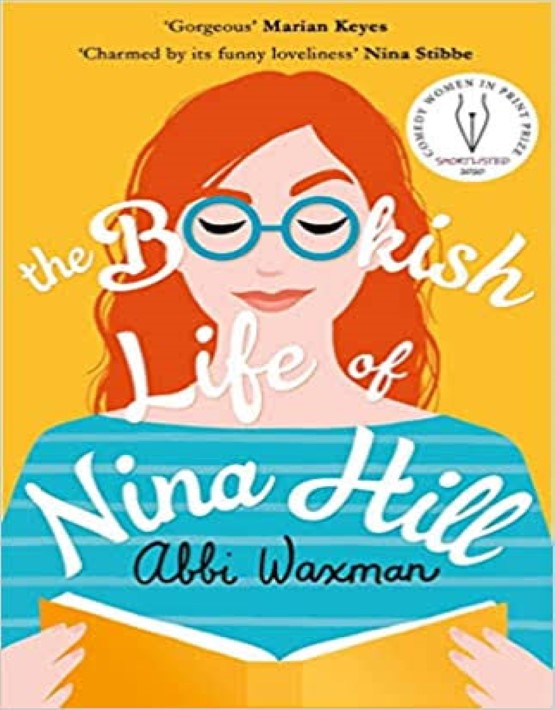 ‘Gorgeous’ Marian Keyes
‘Charmed by its funny loveliness’ Nina Stibbe
COMEDY WOMEN IN PRINT PRIZE
SHORTLISTED
2020
the Bookish
Life of
Nina Hill
Abbi Waxman